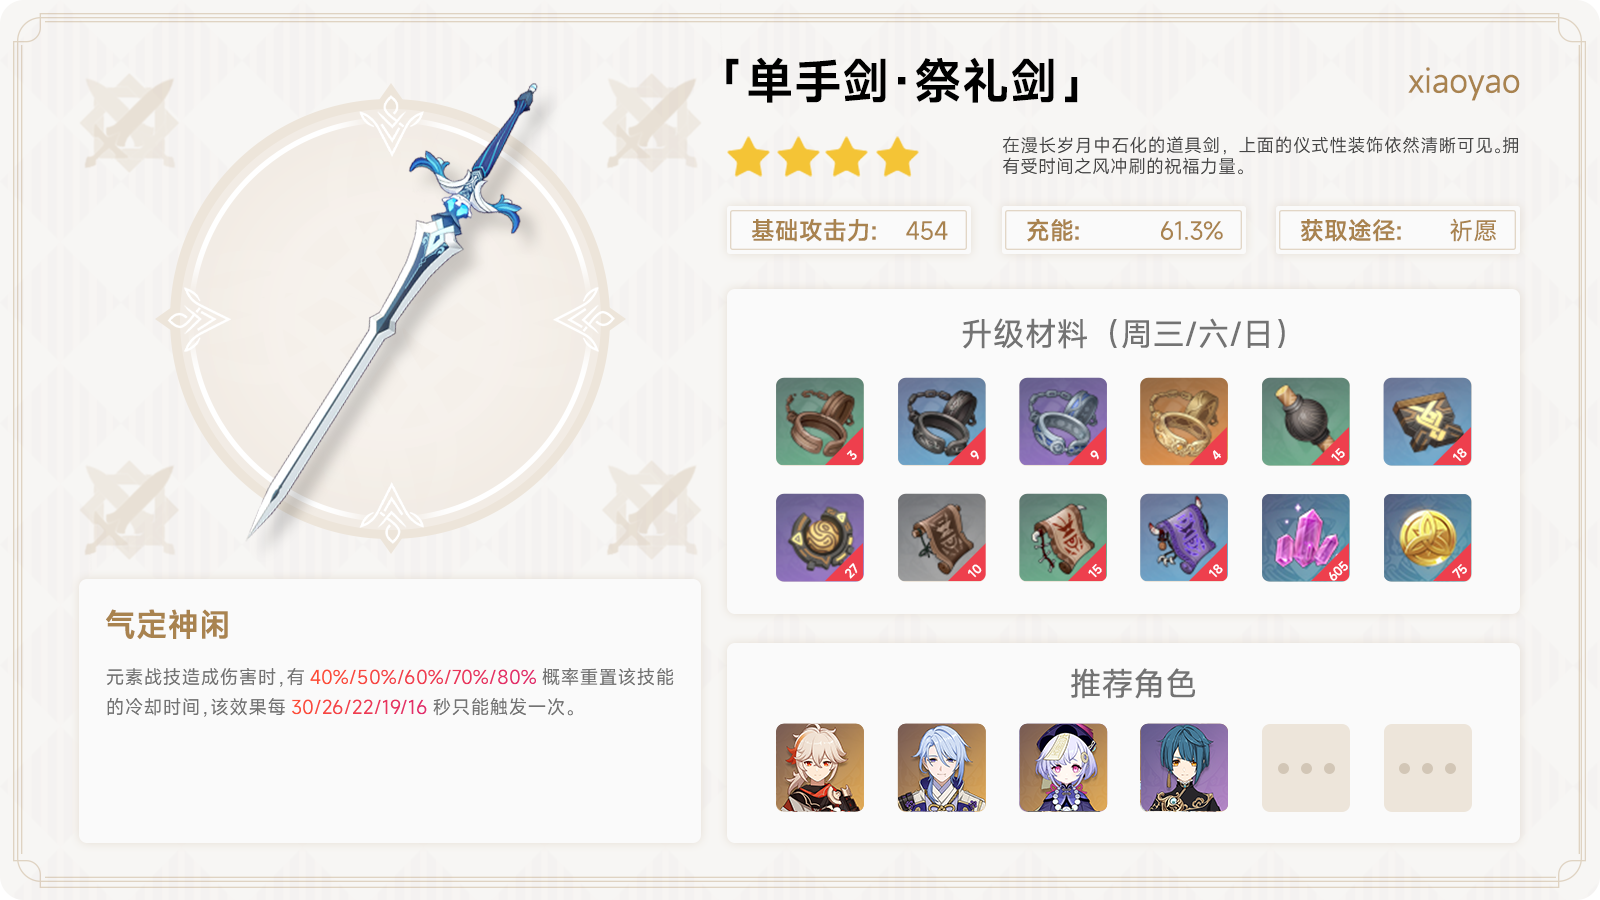 「单手剑·祭礼剑」
xiaoyao
在漫长岁月中石化的道具剑，上面的仪式性装饰依然清晰可见。拥
有受时间之风冲刷的祝福力量。
基础攻击力: 454
充能: 61.3%
获取途径: 祈愿
升级材料（周三/六/日）
3
9
9
4
15
18
27
10
15
18
605
75
气定神闲
元素战技造成伤害时,有 40%/50%/60%/70%/80% 概率重置该技能
的冷却时间,该效果每 30/26/22/19/16 秒只能触发一次。
推荐角色